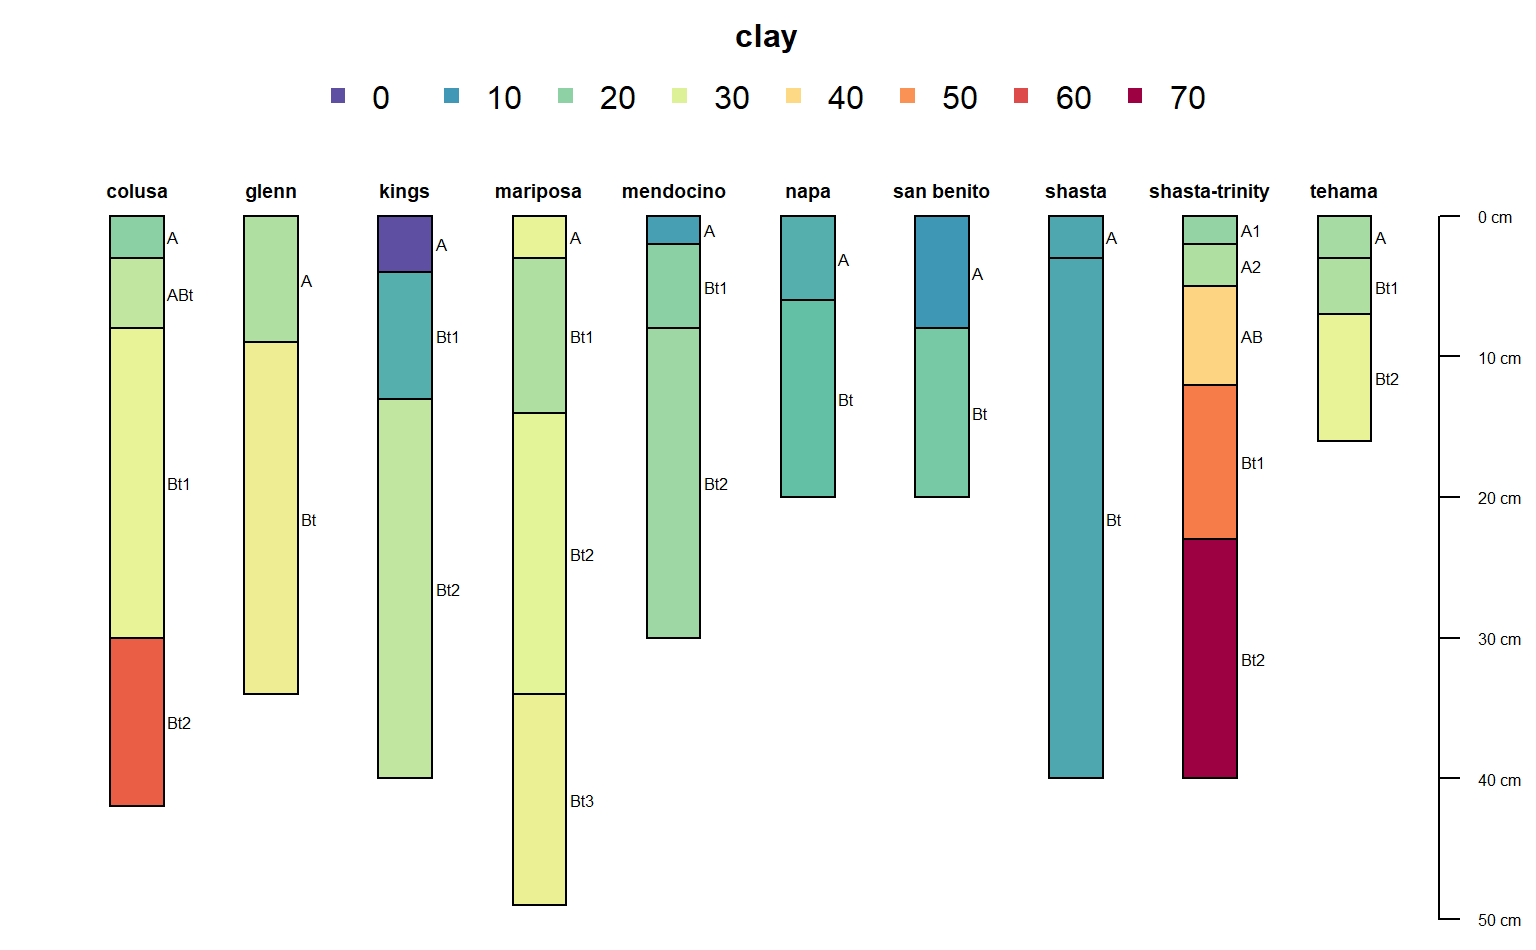 clay
0 10 20 30 40 50 60 70
colusa glenn kings mariposa mendocino napa san benito shasta shasta-trinity tehama
0 cm
A1 A
A A A A
A A2
A A
A
ABt Bt1 Bt1
Bt1 Bt1 AB
10 cm
Bt2
Bt Bt
Bt1
Bt1 Bt2
20 cm
Bt Bt
Bt2
Bt2
30 cm
Bt2
Bt2
40 cm
Bt3
50 cm